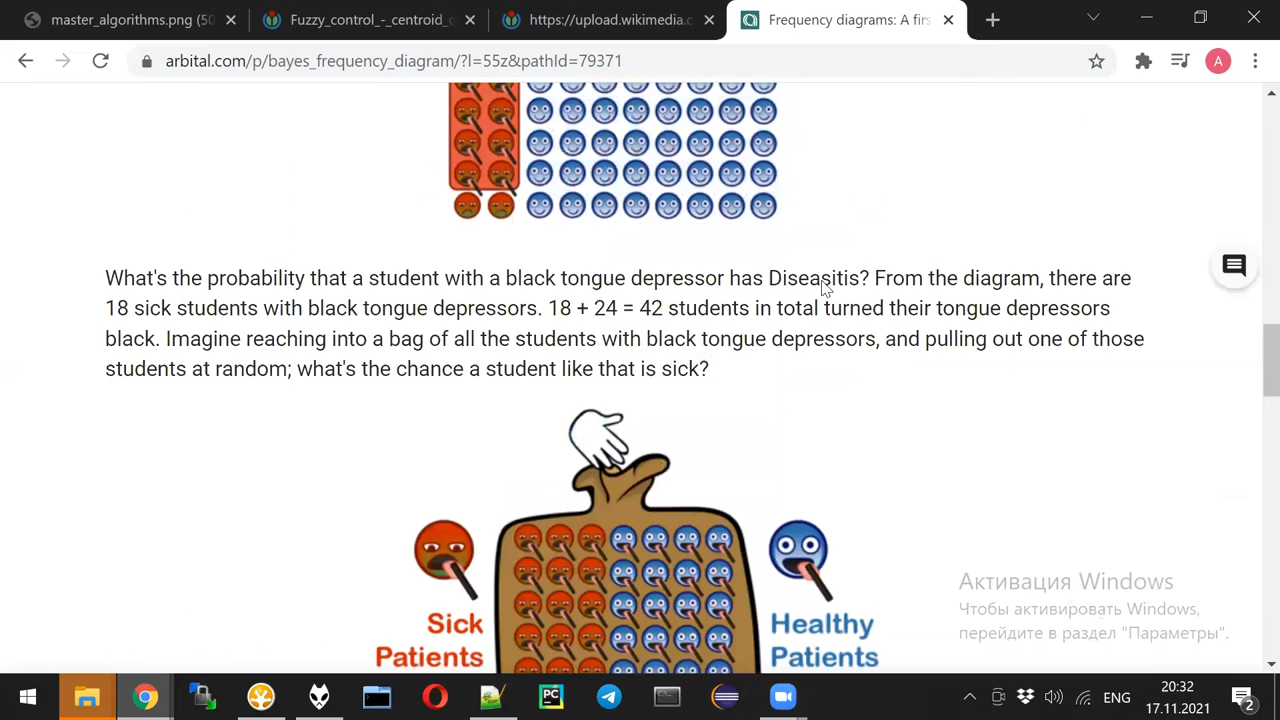 master_algorithms.png (50
Fuzzy_control_-_centroid_c
https://upload.wikimedia.c
Frequency diagrams: A firs
arbital.com/p/bayes_frequency_diagram/?l=55z&pathId=79371
A
What's the probability that a student with a black tongue depressor has Diseasitis? From the diagram, there are
18 sick students with black tongue depressors. 18 + 24 = 42 students in total turned their tongue depressors
black. Imagine reaching into a bag of all the students with black tongue depressors, and pulling out one of those
students at random; what's the chance a student like that is sick?
Sick
Patients
Healthy
Patients
Активация Windows
Чтобы активировать Windows,
перейдите в раздел "Параметры".
PC
ENG
20:32
17.11.2021
2